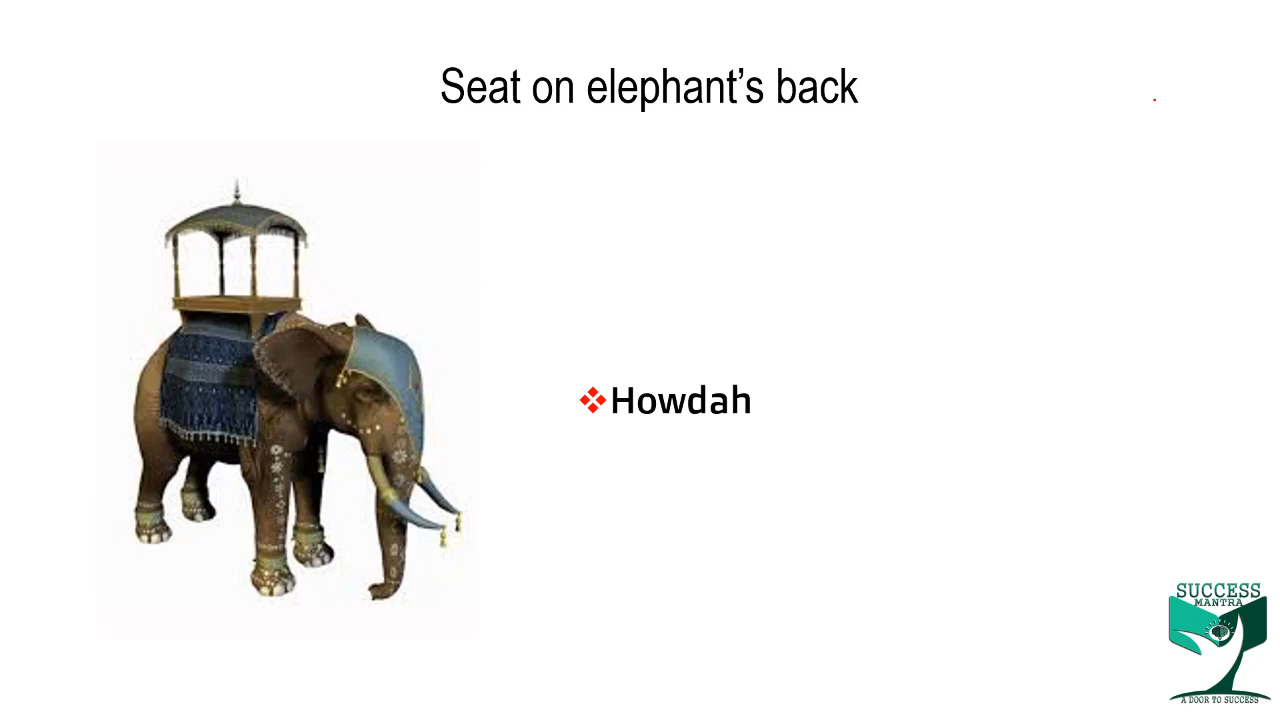 Seat on elephant’s back
Howdah
SUCCESS
MANTRA
A DOOR TO SUCCESS